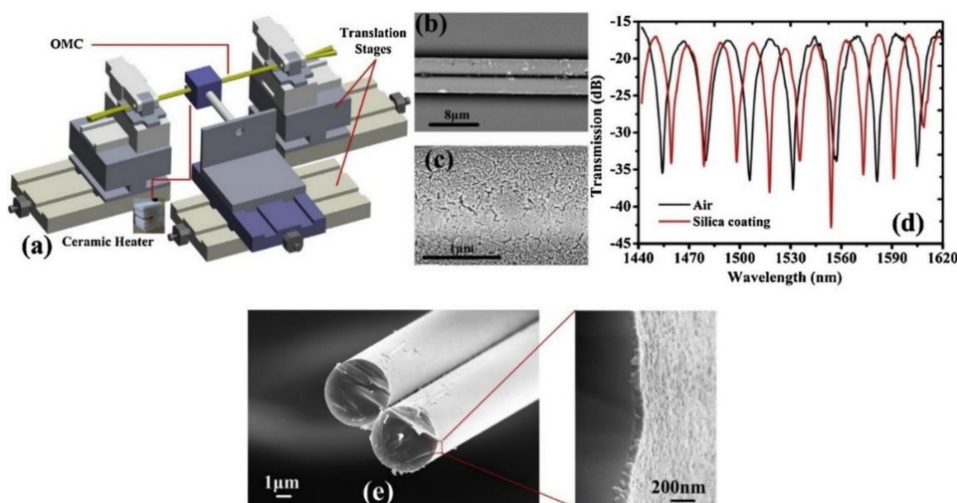 OMC
Translation
Stages
(a)
Ceramic Heater
(b)
8μm
(c)
1μm
-15
-20
-25
-30
-35
-40
-45
Transmission (dB)
Air
Silica coating
(d)
1440 1470 1500 1530 1560 1590 1620
Wavelength (nm)
1μm
(e)
200nm